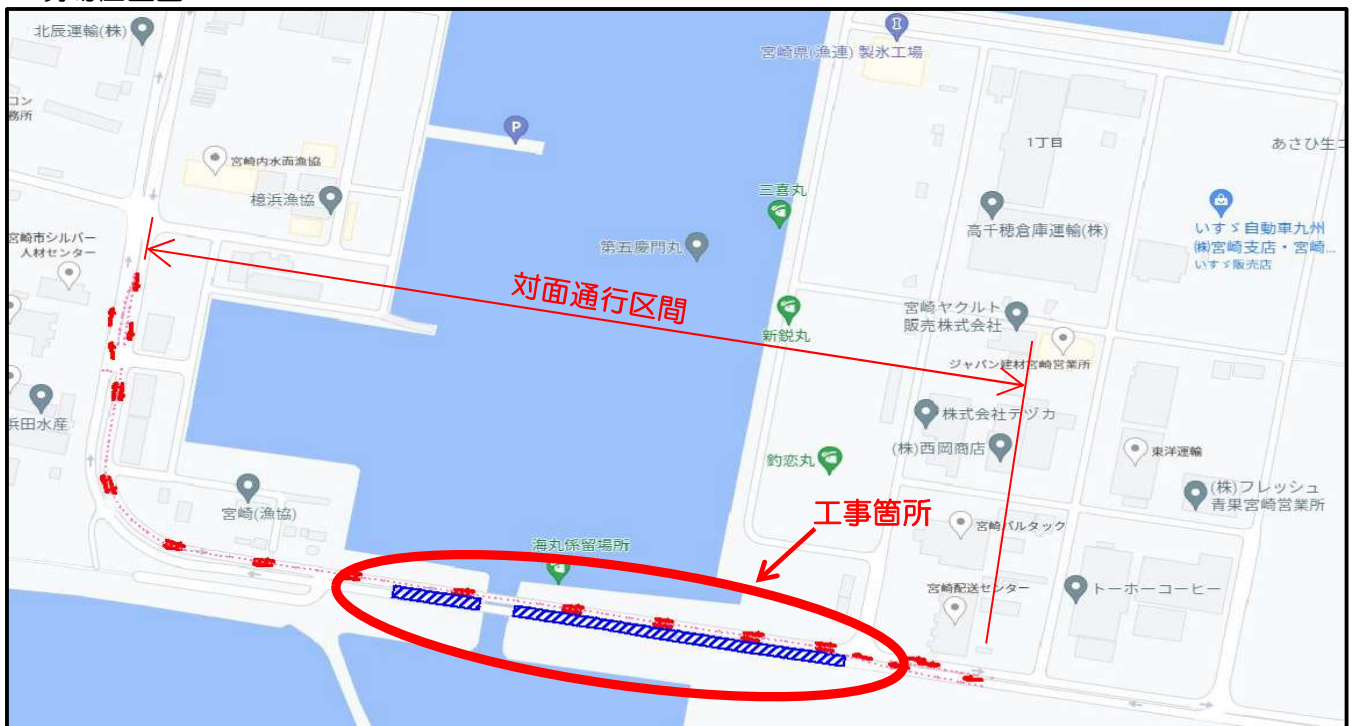 北辰運輸(株)
宮崎県(漁連) 製氷工場
コン
務所
P
1丁目
あさひ生コ
宮崎内水面漁協
檍浜漁協
三喜丸
高千穂倉庫運輸(株)
いすゞ自動車九州
㈱宮崎支店・宮崎...
いすゞ販売店
宮崎市シルバー
人材センター
第五慶門丸
対面通行区間
新鋭丸
宮崎ヤクルト
販売株式会社
ジャパン建材宮崎営業所
浜田水産
株式会社テヅカ
(株)西岡商店
釣恋丸
東洋運輸
(株)フレッシュ
青果宮崎営業所
宮崎(漁協)
工事箇所
宮崎パルタック
海丸係留場所
宮崎配送センター
トーホーコーヒー